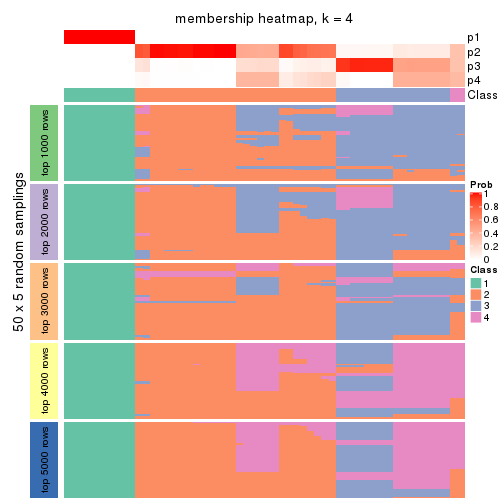 membership heatmap, k = 4
p1
p2
p3
p4
Class
50 x 5 random samplings
top 1000 rows
top 2000 rows
top 3000 rows
top 4000 rows
top 5000 rows
Prob
1
0.8
0.6
0.4
0.2
0
Class
1
2
3
4